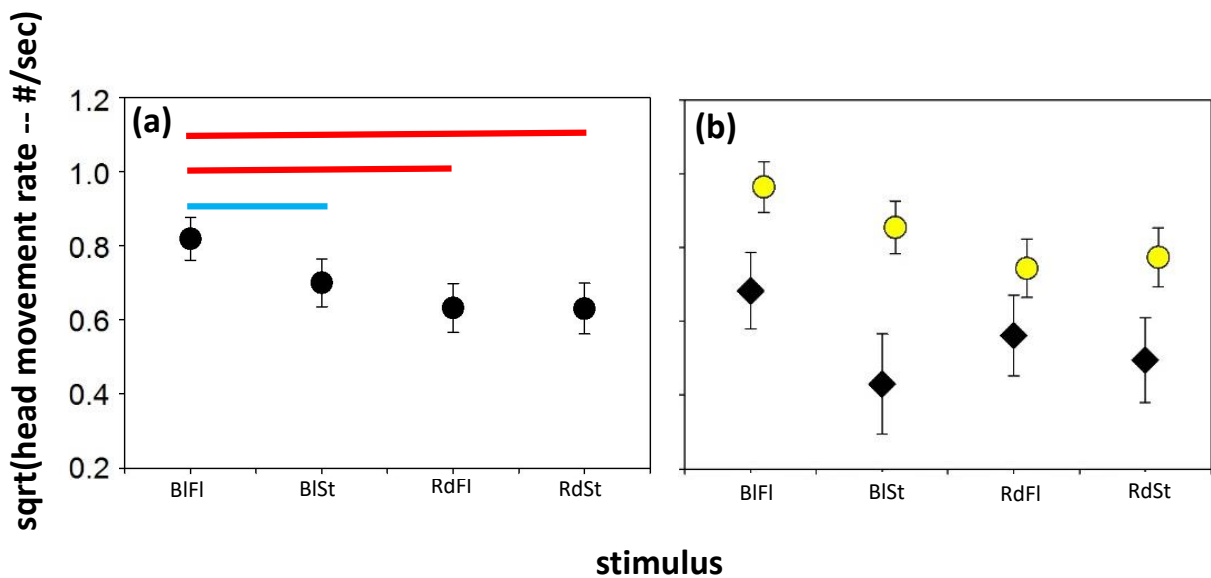 sqrt(head movement rate -- #/sec)
(a)
1.2
1.0
0.8
0.6
0.4
0.2
BlFl BlSt RdFl RdSt
(b)
BlFl BlSt RdFl RdSt
stimulus